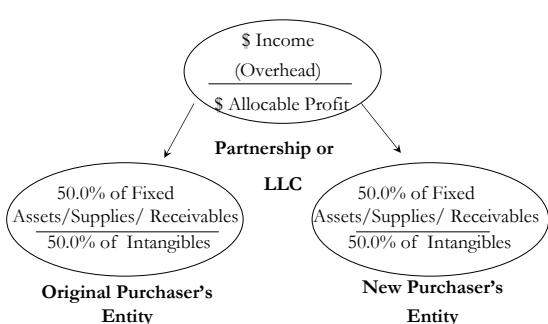 $ Income
(Overhead)
$ Allocable Profit
Partnership or
LLC
50.0% of Fixed
Assets/Supplies/ Receivables
50.0% of Intangibles
Original Purchaser's
Entity
50.0% of Fixed
Assets/Supplies/ Receivables
50.0% of Intangibles
New Purchaser's
Entity